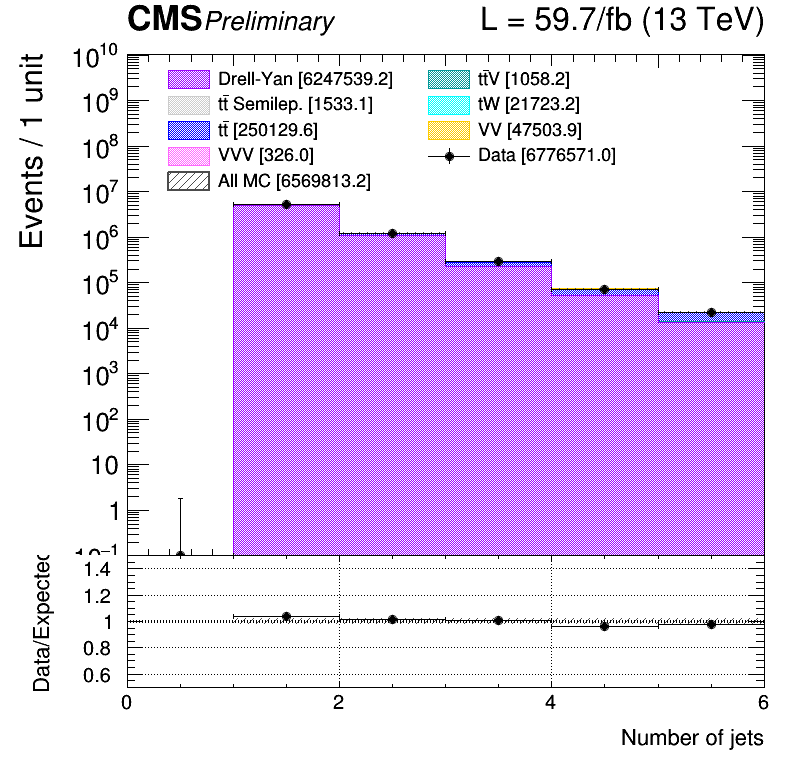 CMS Preliminary L = 59.7/fb (13 TeV)
Events / 1 unit
10^10
10^9
10^8
10^7
10^6
10^5
10^4
10^3
10^2
10
1
10^−1
Drell-Yan [6247539.2]
tt̄ Semilep. [1533.1]
tt̄ [250129.6]
VVV [326.0]
All MC [6569813.2]
tt̄V [1058.2]
tW [21723.2]
VV [47503.9]
Data [6776571.0]
Data/Expected
1.4
1.2
1
0.8
0.6
0 2 4 6
Number of jets